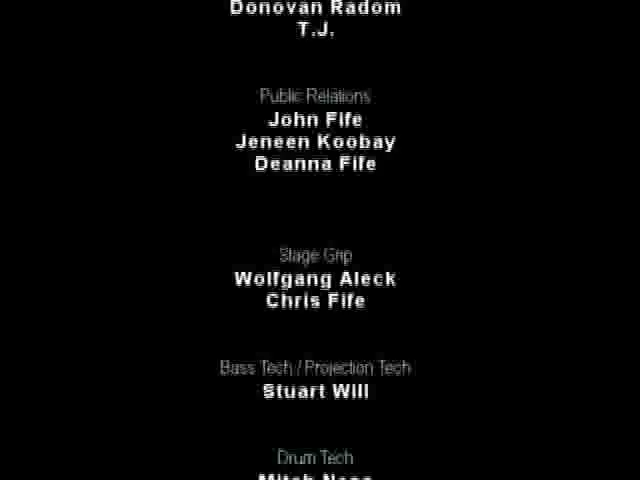 Donovan Radom
T.J.
Public Relations
John Fife
Jeneen Koobay
Deanna Fife
Stage Grip
Wolfgang Aleck
Chris Fife
Bass Tech / Projection Tech
Stuart Will
Drum Tech
Mitch